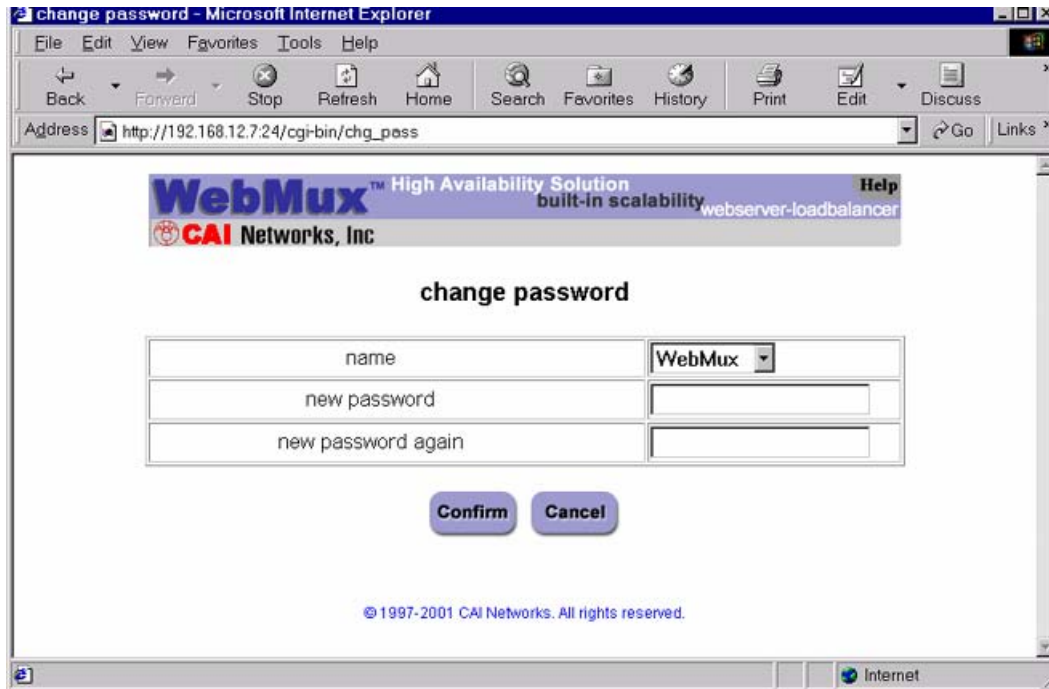 change password - Microsoft Internet Explorer
File Edit View Favorites Tools Help
Back Forward Stop Refresh Home Search Favorites History Print Edit Discuss
Address http://192.168.12.7:24/cgi-bin/chg_pass Go Links
WebMux™ High Availability Solution Help
built-in scalability
webserver-loadbalancer
CAI Networks, Inc
change password
name WebMux
new password
new password again
Confirm Cancel
© 1997-2001 CAI Networks. All rights reserved.
Internet